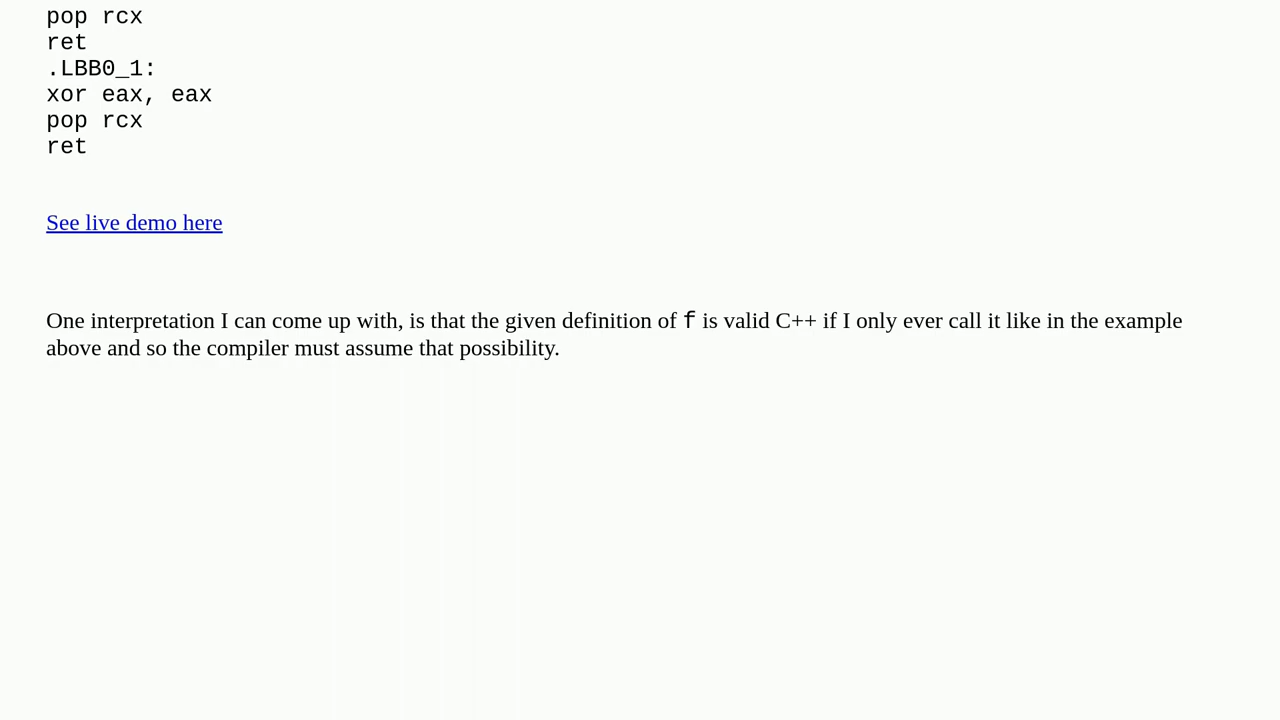 pop rcx
ret
.LBB0_1:
xor eax, eax
pop rcx
ret
See live demo here
One interpretation I can come up with, is that the given definition of f is valid C++ if I only ever call it like in the example
above and so the compiler must assume that possibility.